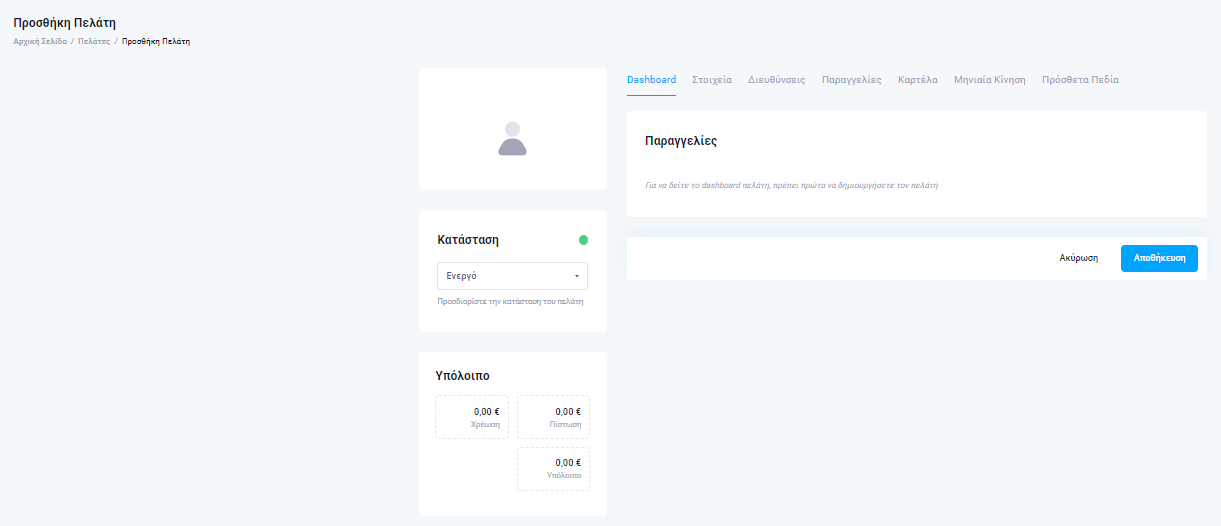 Προσθήκη Πελάτη
Αρχική Σελίδα / Πελάτες / Προσθήκη Πελάτη
Dashboard Στοιχεία Διευθύνσεις Παραγγελίες Καρτέλα Μηνιαία Κίνηση Πρόσθετα Πεδία
Παραγγελίες
Για να δείτε το dashboard πελάτη, πρέπει πρώτα να δημιουργήσετε τον πελάτη
Ακύρωση Αποθήκευση
Κατάσταση
Ενεργό
Προσδιορίστε την κατάσταση του πελάτη
Υπόλοιπο
0,00 €
Χρέωση
0,00 €
Πίστωση
0,00 €
Υπόλοιπο